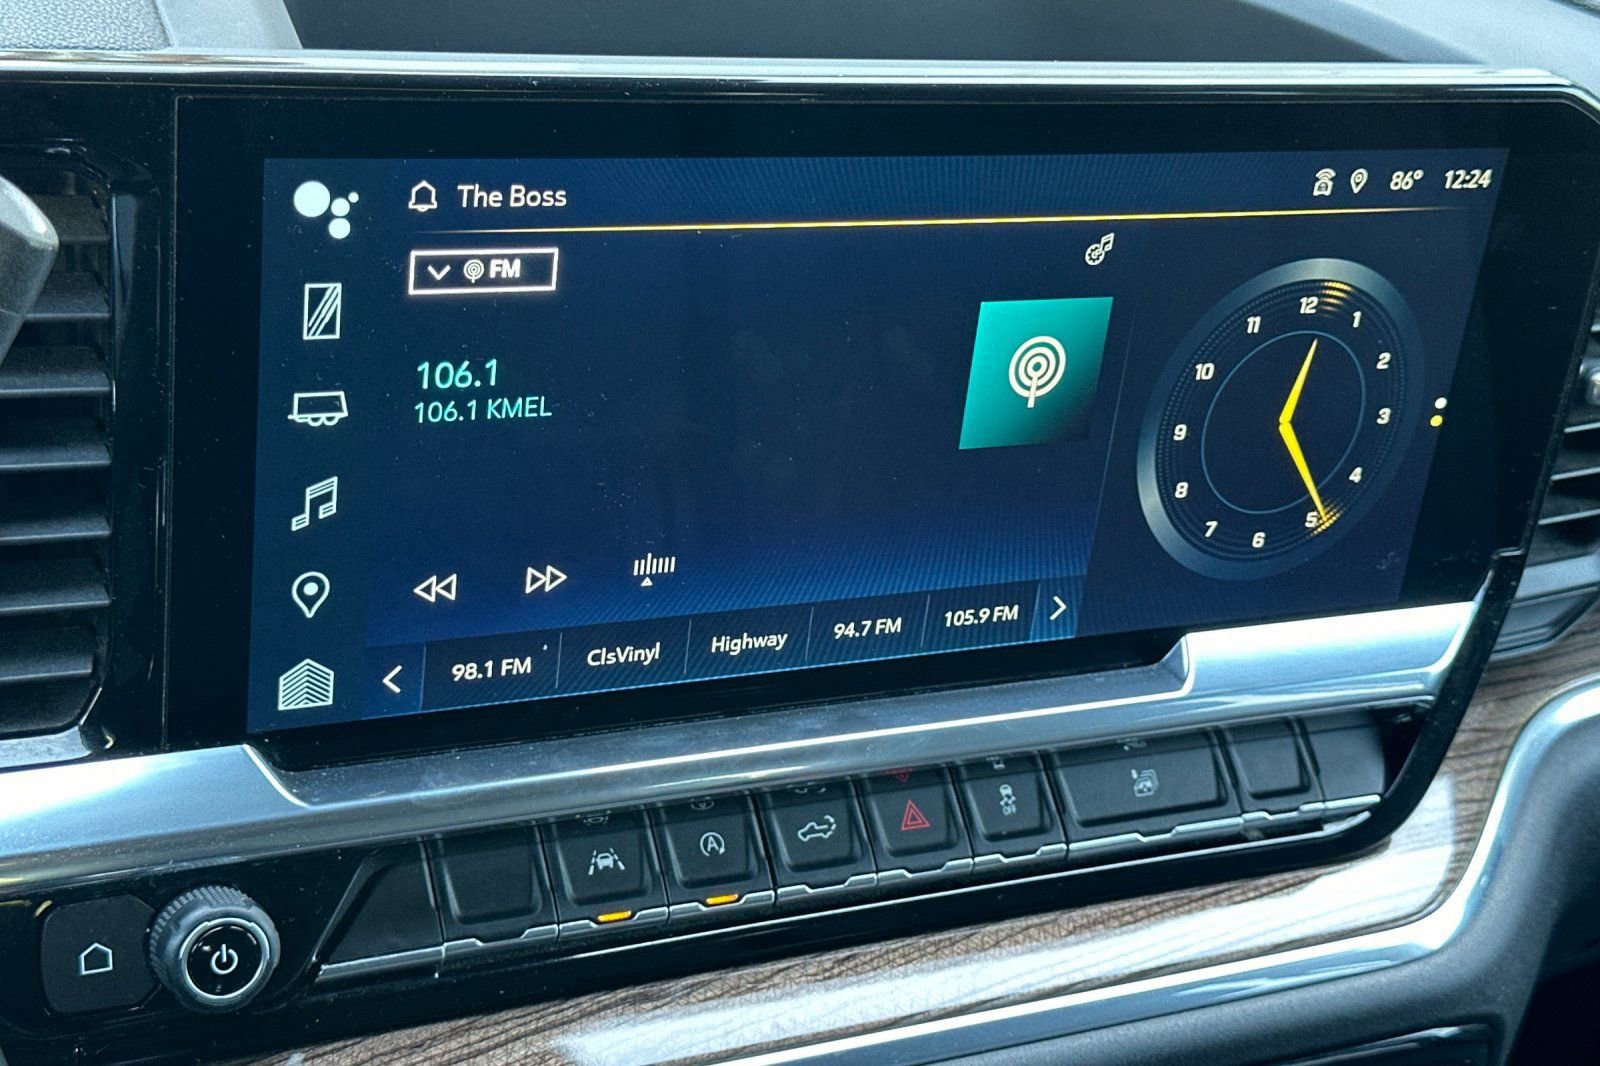 The Boss
86° 12:24
FM
106.1
106.1 KMEL
12
1
2
3
4
5
6
7
8
9
10
11
98.1 FM
ClsVinyl
Highway
94.7 FM
105.9 FM
A
OFF